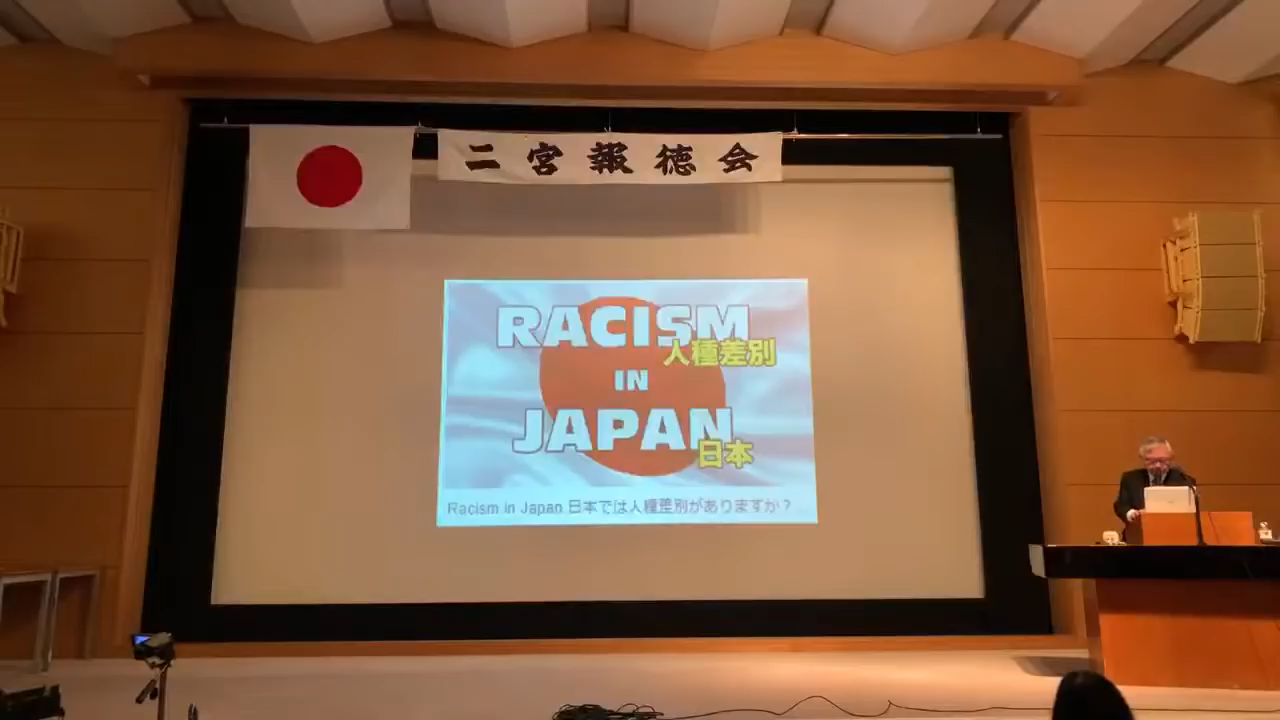 二宮報徳会
RACISM
人種差別
IN
JAPAN
日本
Racism in Japan 日本では人種差別がありますか？